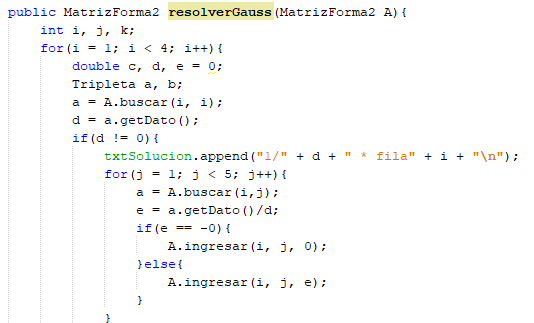 public MatrizForma2 resolverGauss(MatrizForma2 A){
    int i, j, k;
    for(i = 1; i < 4; i++){
        double c, d, e = 0;
        Tripleta a, b;
        a = A.buscar(i, i);
        d = a.getDato();
        if(d != 0){
            txtSolucion.append("1/" + d + " * fila" + i + "\n");
            for(j = 1; j < 5; j++){
                a = A.buscar(i,j);
                e = a.getDato()/d;
                if(e == -0){
                    A.ingresar(i, j, 0);
                }else{
                    A.ingresar(i, j, e);
                }
            }